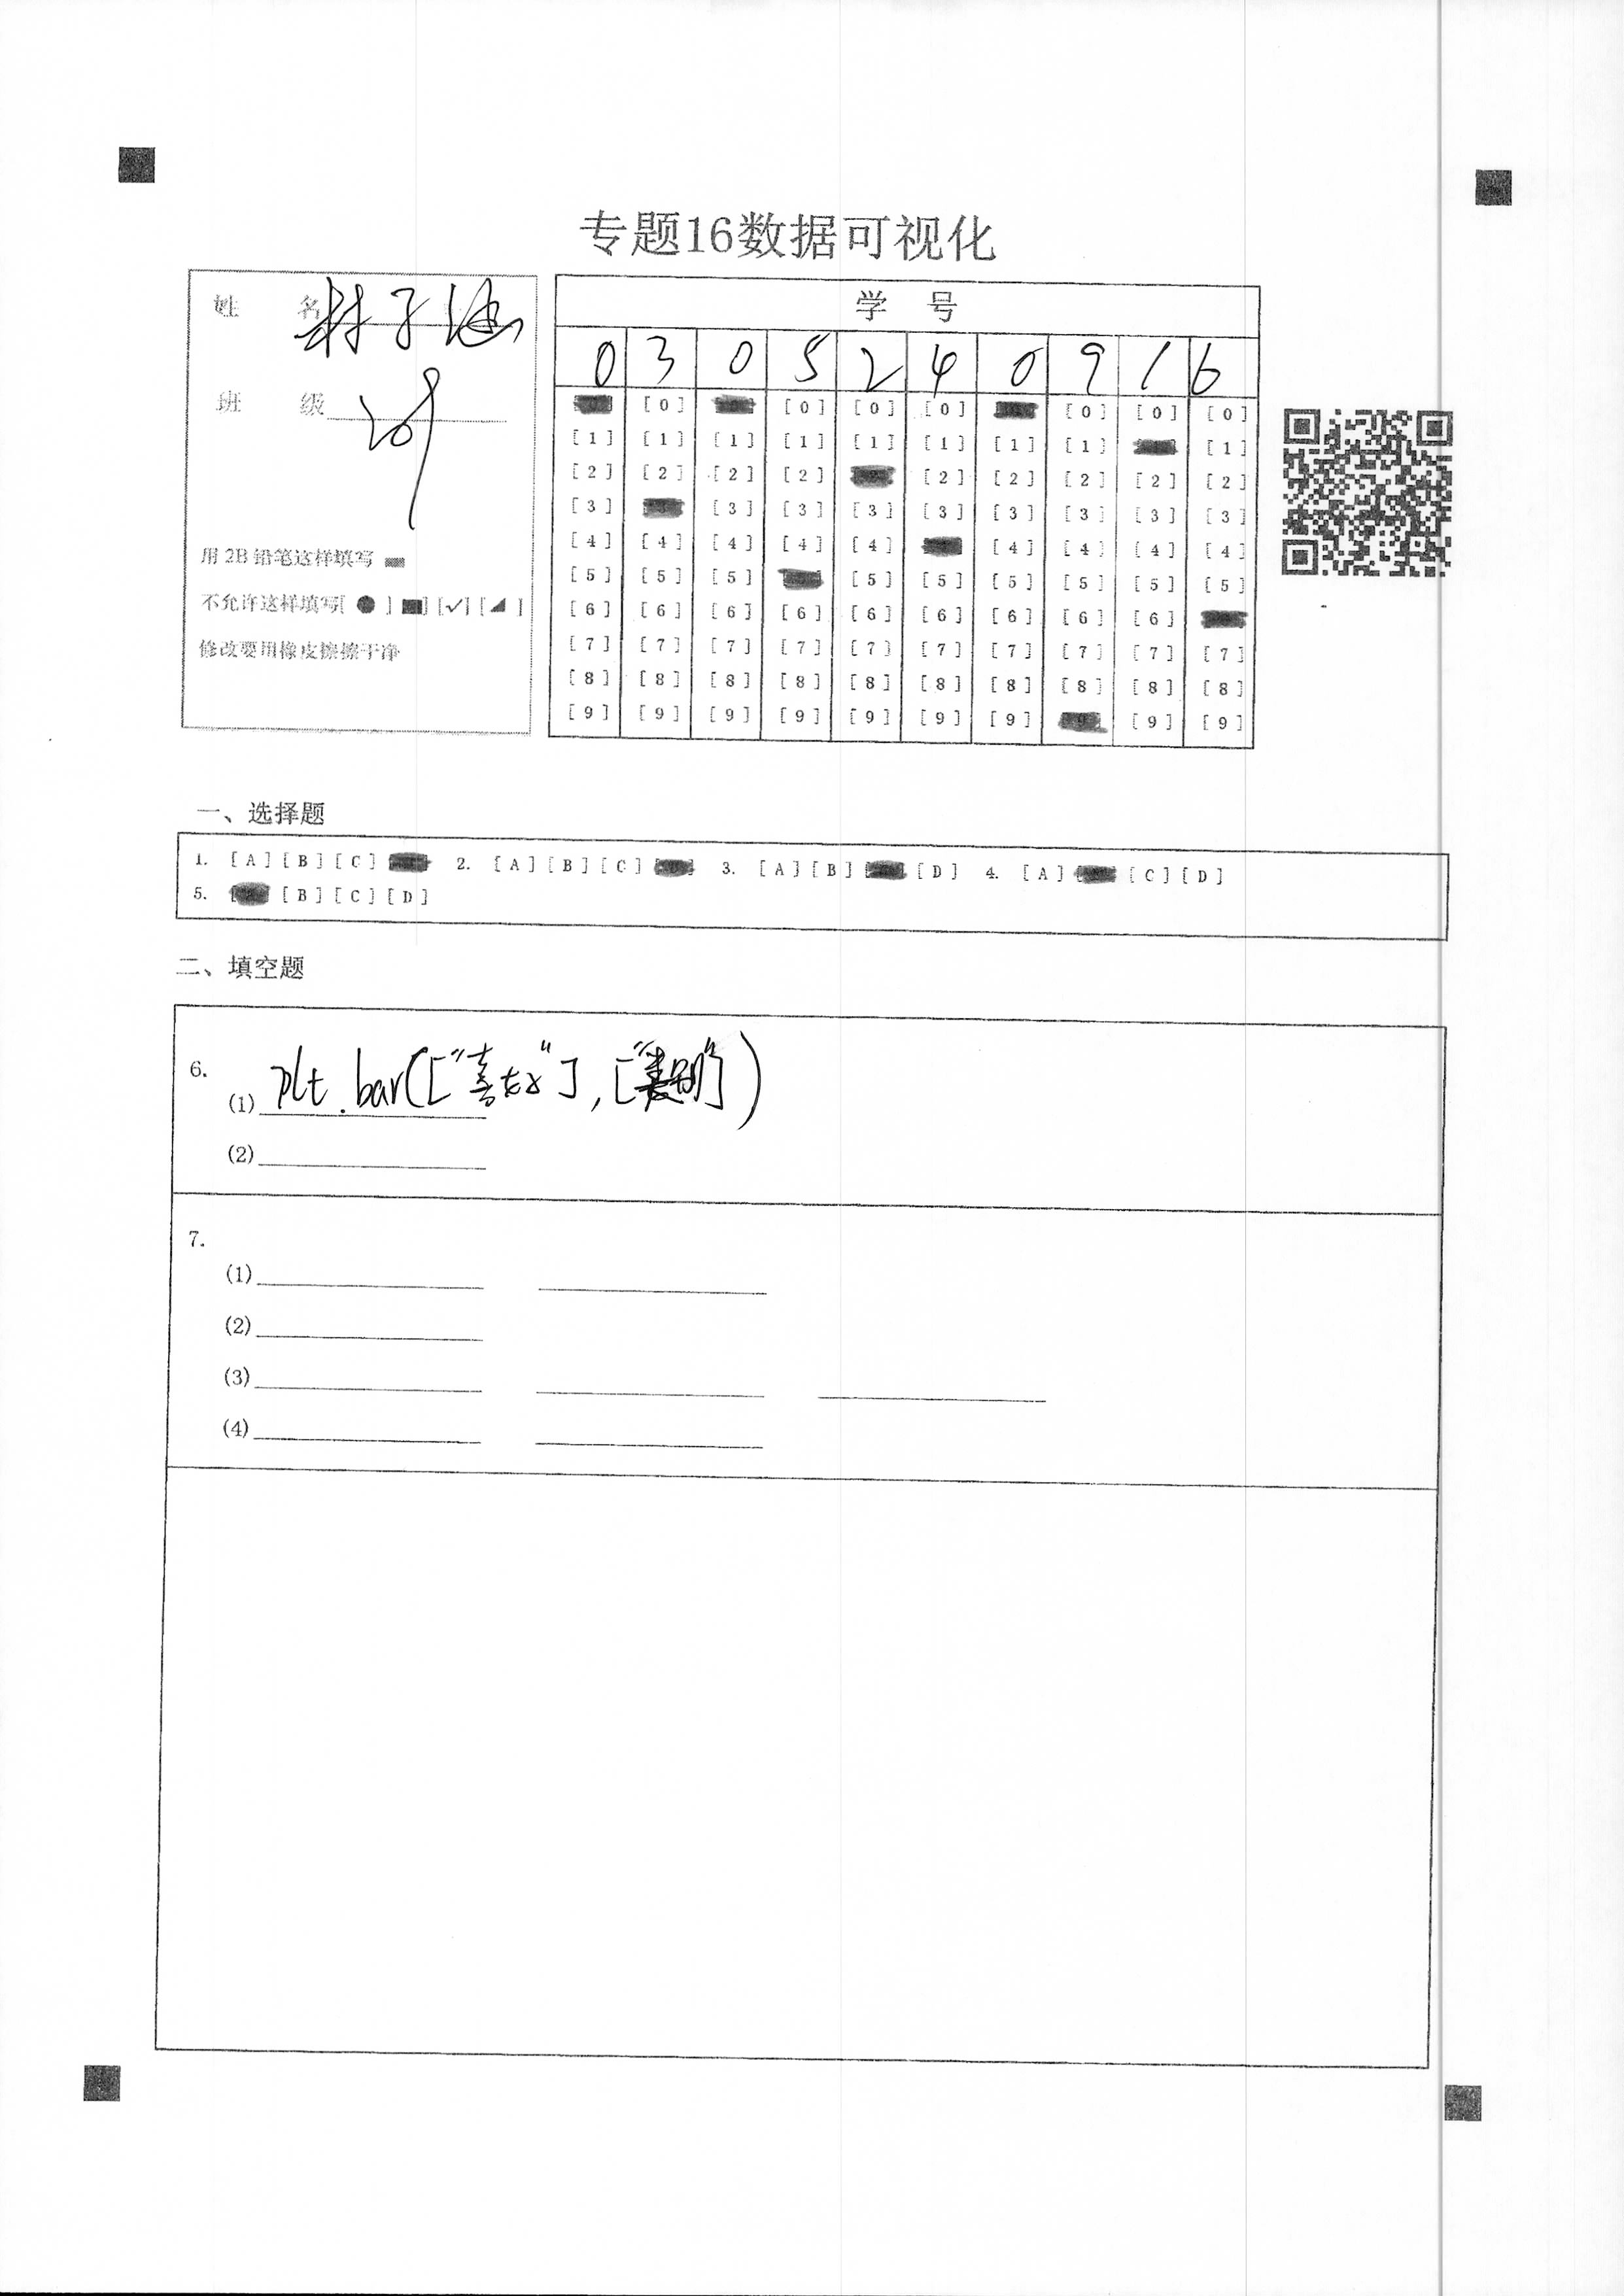 专题16数据可视化
姓 名 林子涵
班 级
用 2B 铅笔这样填写
不允许这样填写[ ● ] [■] [✓] [◢ ]
修改要用橡皮擦擦干净
学 号
0 3 0 5 2 4 0 9 1 6
[0] [0] [0] [0] [0] [0] [0]
[1] [1] [1] [1] [1] [1] [1] [1] [1]
[2] [2] [2] [2] [2] [2] [2] [2] [2]
[3] [3] [3] [3] [3] [3] [3] [3] [3]
[4] [4] [4] [4] [4] [4] [4] [4] [4]
[5] [5] [5] [5] [5] [5] [5] [5] [5]
[6] [6] [6] [6] [6] [6] [6] [6] [6]
[7] [7] [7] [7] [7] [7] [7] [7] [7] [7]
[8] [8] [8] [8] [8] [8] [8] [8] [8] [8]
[9] [9] [9] [9] [9] [9] [9] [9] [9]
一、选择题
1. [A] [B] [C] 2. [A] [B] [C] 3. [A] [B] [D] 4. [A] [C] [D]
5. [B] [C] [D]
二、填空题
6.
(1) plt.bar(["喜好"],["类别"])
(2)
7.
(1)
(2)
(3)
(4)